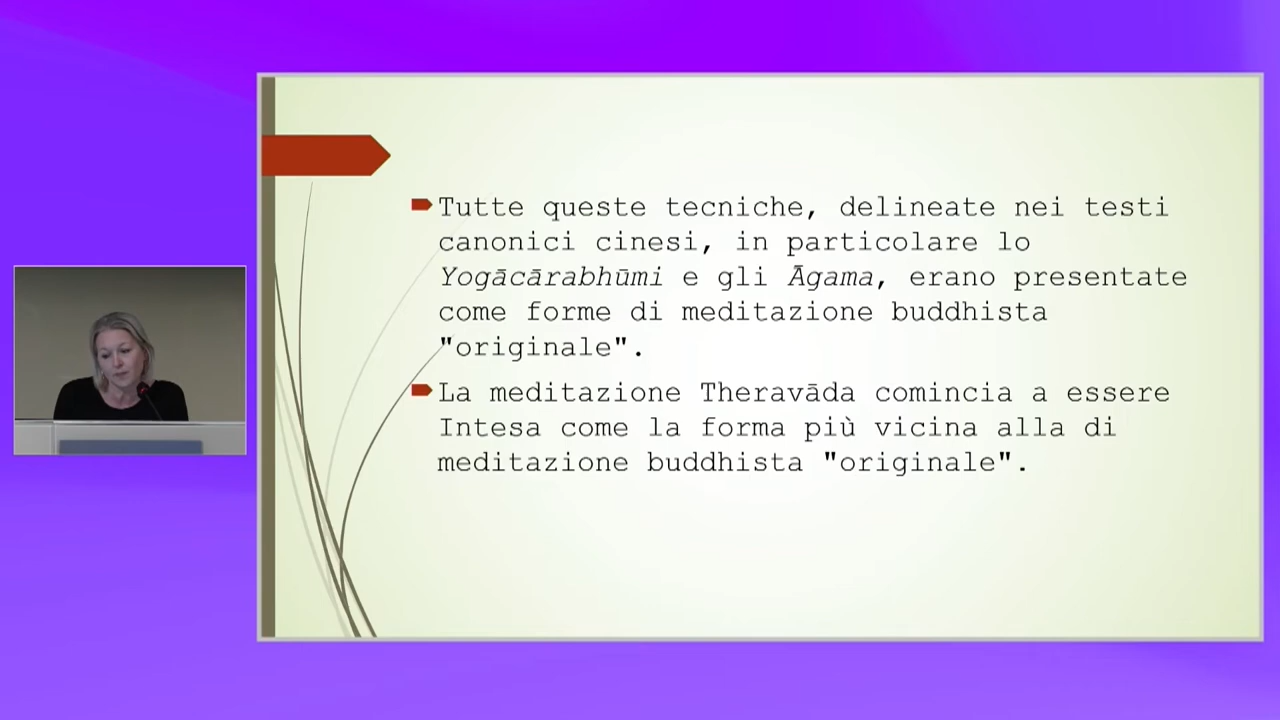 Tutte queste tecniche, delineate nei testi
canonici cinesi, in particolare lo
Yogācārabhūmi e gli Āgama, erano presentate
come forme di meditazione buddhista
"originale".
La meditazione Theravāda comincia a essere
Intesa come la forma più vicina alla di
meditazione buddhista "originale".